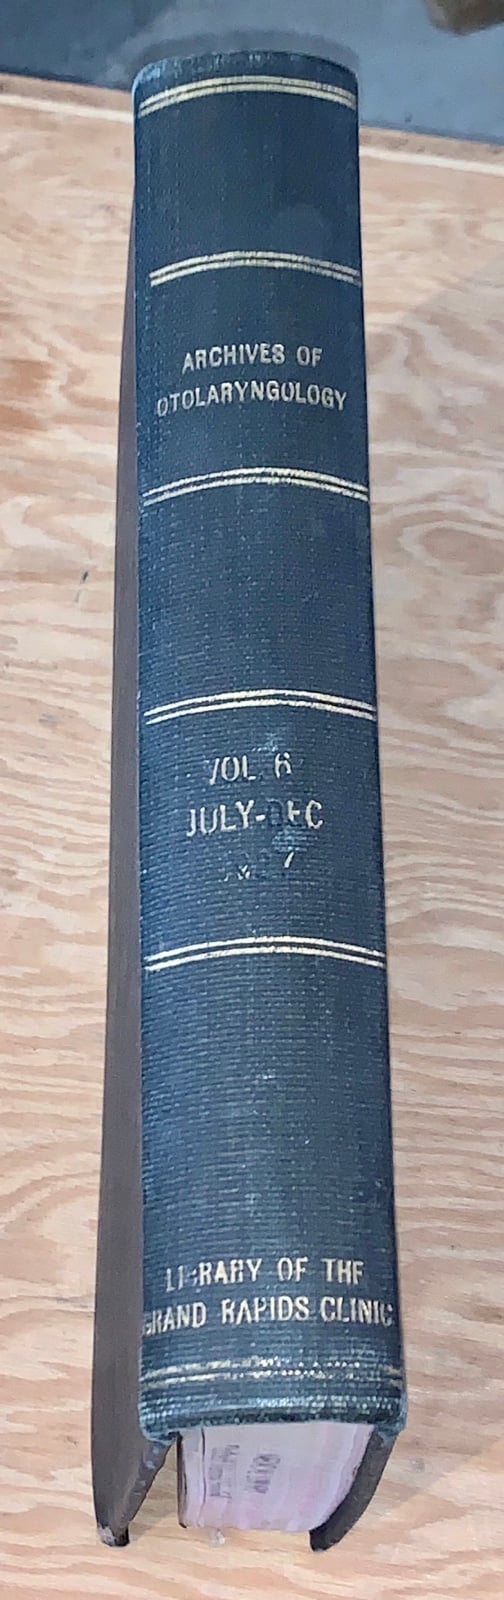 ARCHIVES OF
OTOLARYNGOLOGY
VOL 6
JULY-DEC
LIBRARY OF THE
GRAND RAPIDS CLINIC